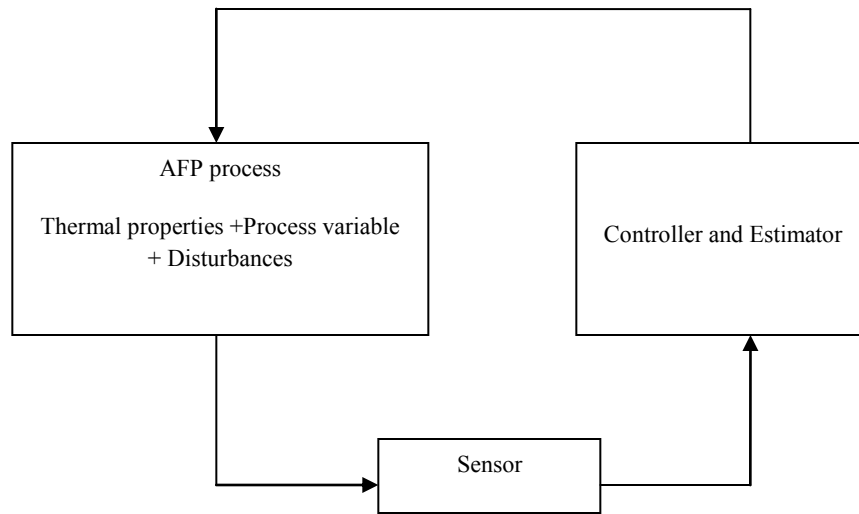 AFP process
Thermal properties +Process variable
+ Disturbances
Controller and Estimator
Sensor